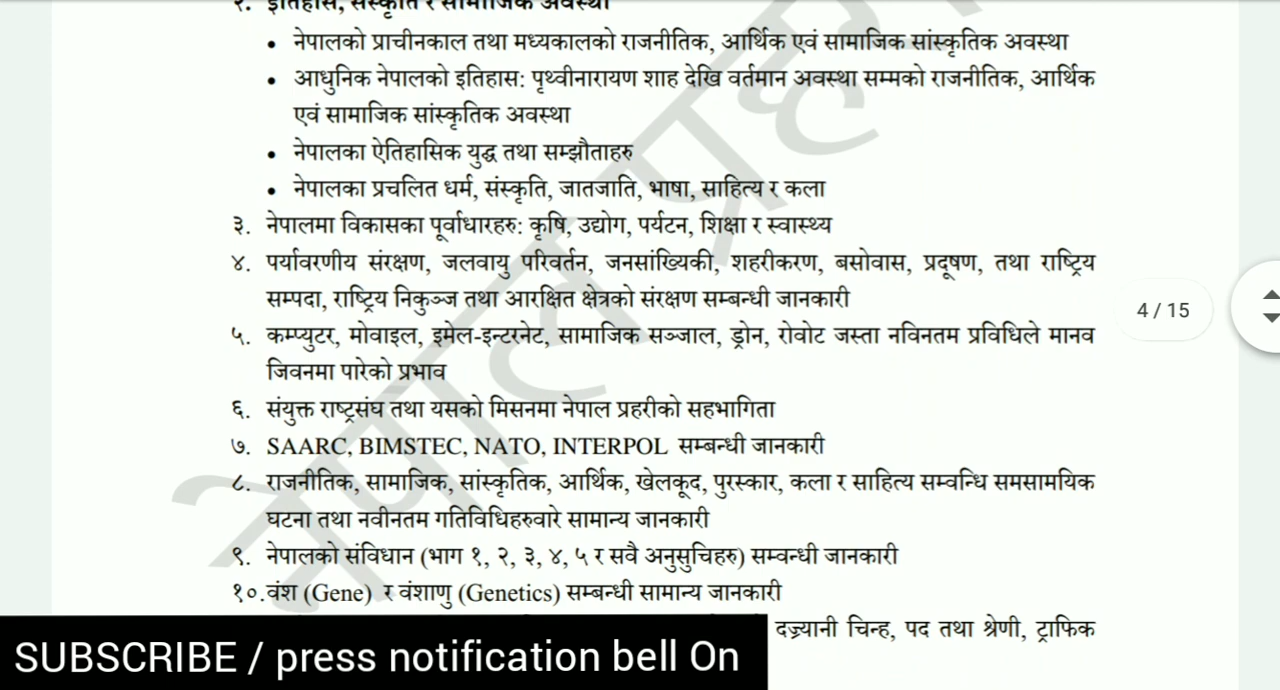 २. इतिहास, संस्कृति र सामाजिक अवस्था
• नेपालको प्राचीनकाल तथा मध्यकालको राजनीतिक, आर्थिक एवं सामाजिक सांस्कृतिक अवस्था
• आधुनिक नेपालको इतिहास: पृथ्वीनारायण शाह देखि वर्तमान अवस्था सम्मको राजनीतिक, आर्थिक
एवं सामाजिक सांस्कृतिक अवस्था
• नेपालका ऐतिहासिक युद्ध तथा सम्झौताहरु
• नेपालका प्रचलित धर्म, संस्कृति, जातजाति, भाषा, साहित्य र कला
३. नेपालमा विकासका पूर्वाधारहरु: कृषि, उद्योग, पर्यटन, शिक्षा र स्वास्थ्य
४. पर्यावरणीय संरक्षण, जलवायु परिवर्तन, जनसांख्यिकी, शहरीकरण, बसोवास, प्रदूषण, तथा राष्ट्रिय
सम्पदा, राष्ट्रिय निकुञ्ज तथा आरक्षित क्षेत्रको संरक्षण सम्बन्धी जानकारी
4 / 15
५. कम्प्युटर, मोवाइल, इमेल-इन्टरनेट, सामाजिक सञ्जाल, ड्रोन, रोवोट जस्ता नविनतम प्रविधिले मानव
जिवनमा पारेको प्रभाव
६. संयुक्त राष्ट्रसंघ तथा यसको मिसनमा नेपाल प्रहरीको सहभागिता
७. SAARC, BIMSTEC, NATO, INTERPOL सम्बन्धी जानकारी
८. राजनीतिक, सामाजिक, सांस्कृतिक, आर्थिक, खेलकूद, पुरस्कार, कला र साहित्य सम्वन्धि समसामयिक
घटना तथा नवीनतम गतिविधिहरुवारे सामान्य जानकारी
९. नेपालको संविधान (भाग १, २, ३, ४, ५ र सवै अनुसुचिहरु) सम्वन्धी जानकारी
१०. वंश (Gene) र वंशाणु (Genetics) सम्बन्धी सामान्य जानकारी
दर्ज्यानी चिन्ह, पद तथा श्रेणी, ट्राफिक
SUBSCRIBE / press notification bell On
नेपाल प्रह